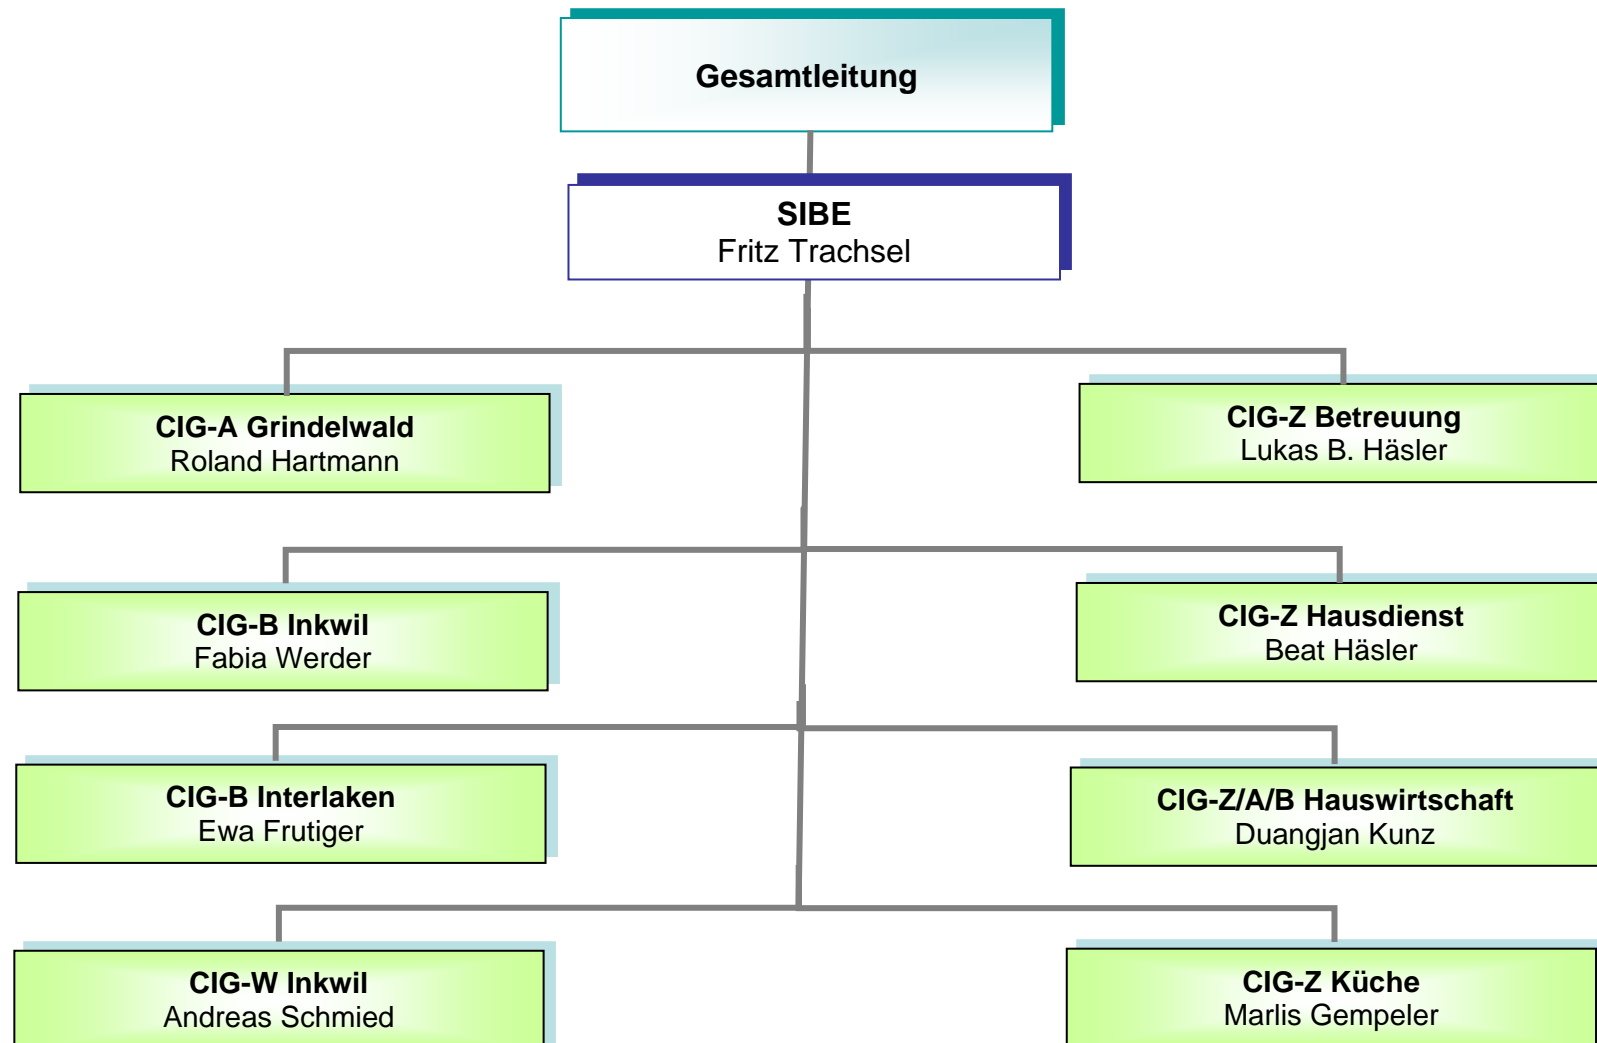 Gesamtleitung
SIBE
Fritz Trachsel
CIG-A Grindelwald
Roland Hartmann
CIG-Z Betreuung
Lukas B. Häsler
CIG-B Inkwil
Fabia Werder
CIG-Z Hausdienst
Beat Häsler
CIG-B Interlaken
Ewa Frutiger
CIG-Z/A/B Hauswirtschaft
Duangjan Kunz
CIG-W Inkwil
Andreas Schmied
CIG-Z Küche
Marlis Gempeler